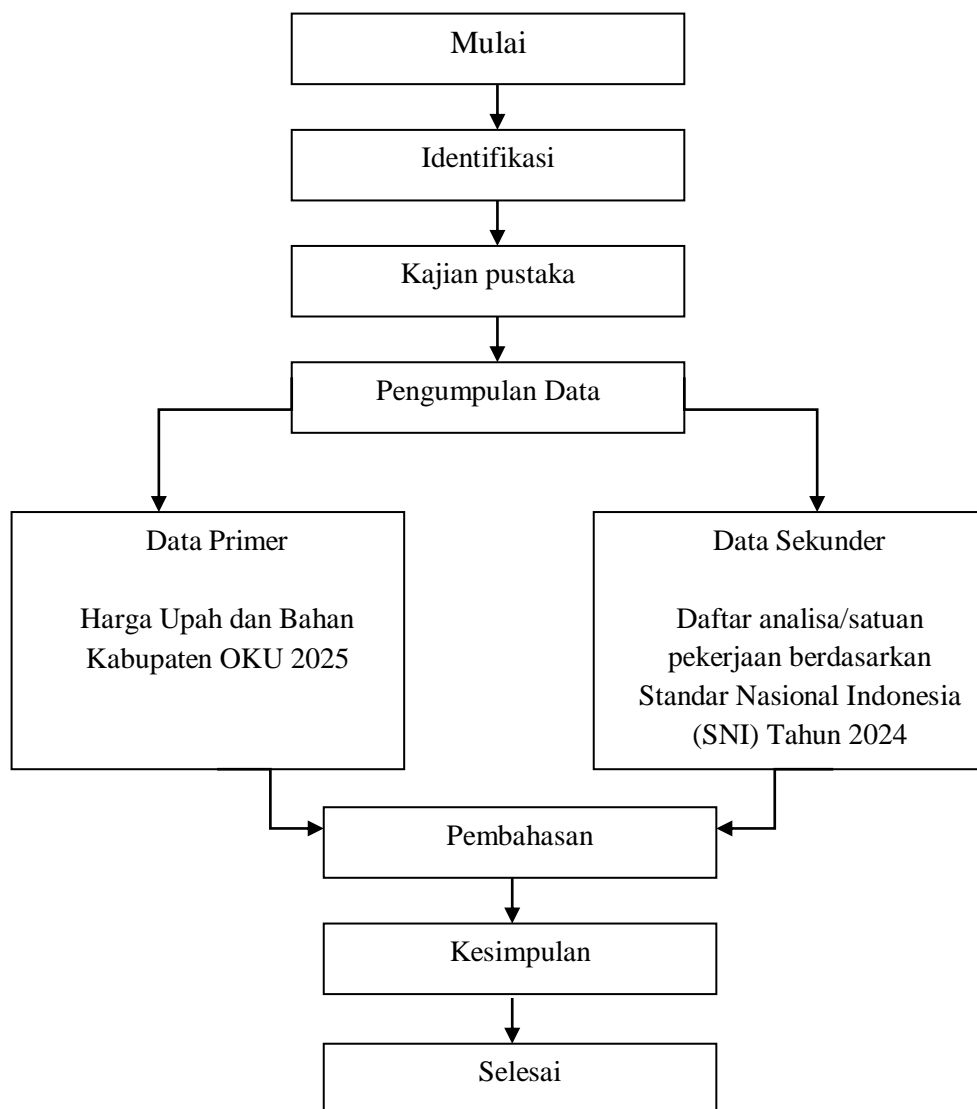 Mulai
Identifikasi
Kajian pustaka
Pengumpulan Data
Data Primer
Harga Upah dan Bahan
Kabupaten OKU 2025
Data Sekunder
Daftar analisa/satuan
pekerjaan berdasarkan
Standar Nasional Indonesia
(SNI) Tahun 2024
Pembahasan
Kesimpulan
Selesai